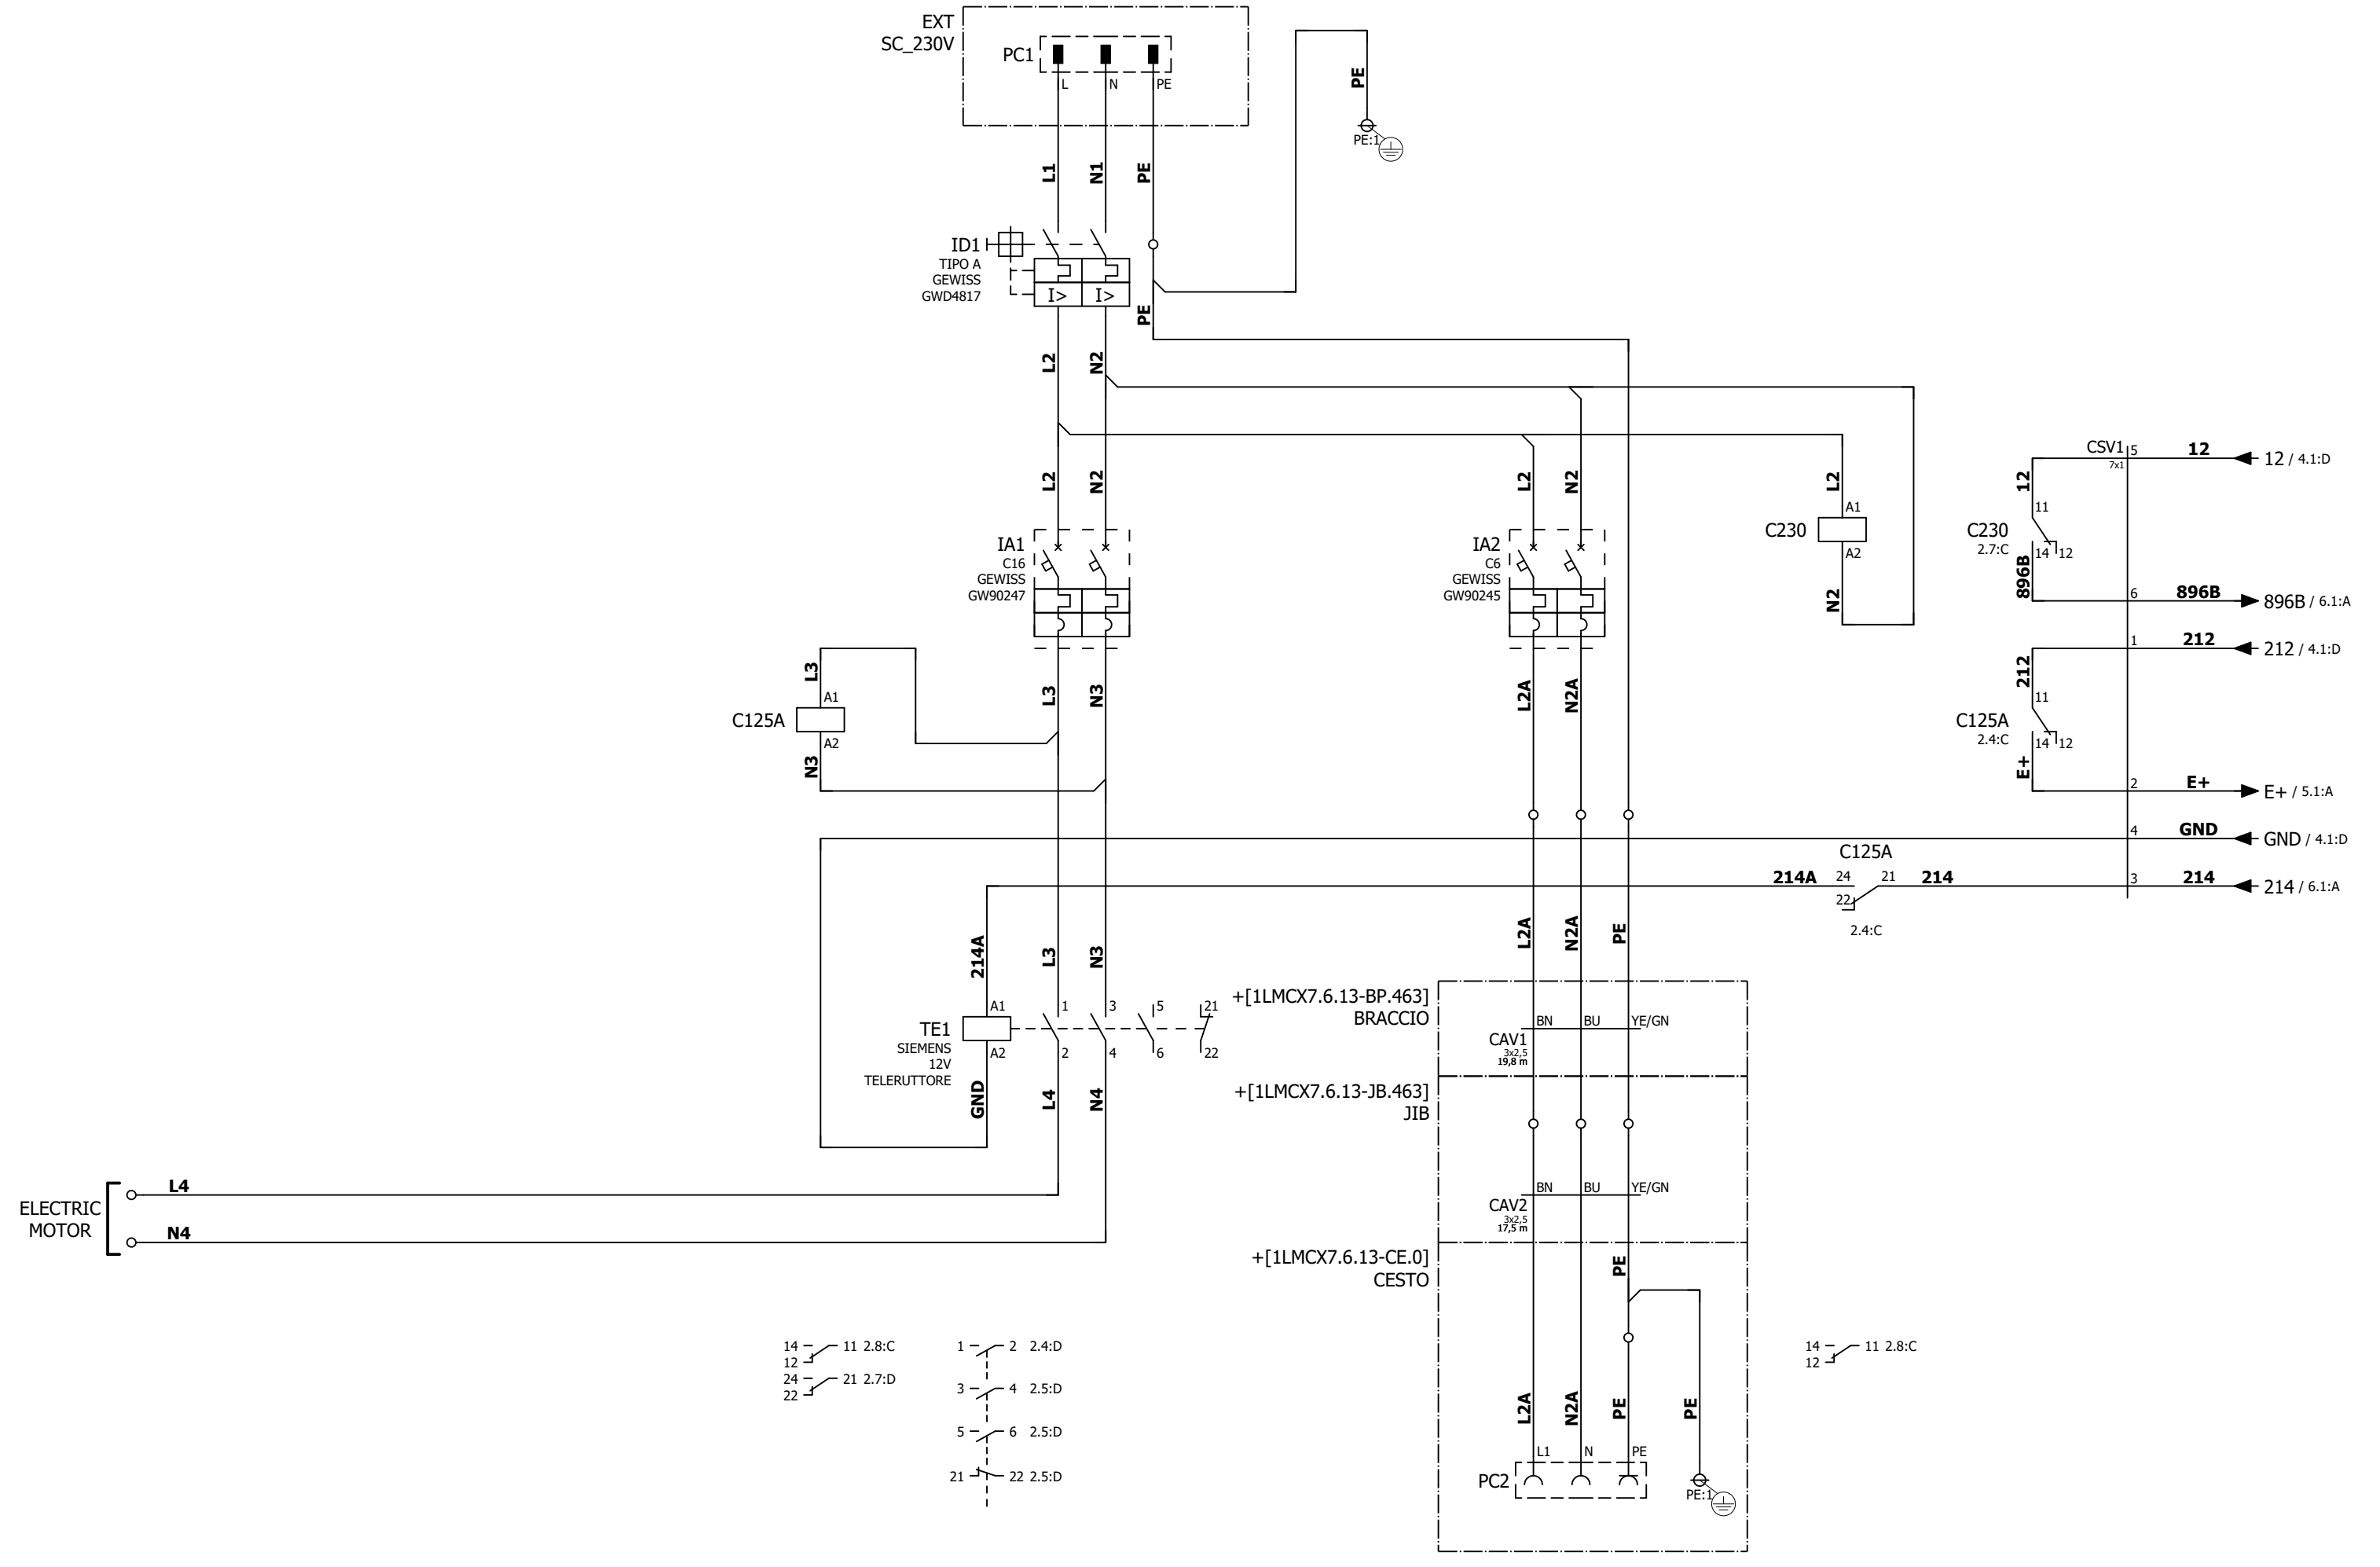 EXT
SC_230V
PC1
L
N
PE
PE
PE:1
L1
N1
PE
ID1
TIPO A
GEWISS
GWD4817
I>
I>
PE
L2
N2
L2
N2
L2
N2
L2
IA1
C16
GEWISS
GW90247
IA2
C6
GEWISS
GW90245
C230
A1
A2
N2
CSV1
7x1
5
12
12 / 4.1:D
12
11
C230
2.7:C
14
12
896B
6
896B
896B / 6.1:A
1
212
212 / 4.1:D
212
11
C125A
2.4:C
14
12
E+
2
E+
E+ / 5.1:A
4
GND
GND / 4.1:D
3
214
214 / 6.1:A
L3
A1
C125A
A2
N3
L3
N3
L2A
N2A
C125A
214A
24
21
214
22
2.4:C
214A
L3
N3
L2A
N2A
PE
A1
TE1
SIEMENS
12V
TELERUTTORE
A2
1
2
3
4
5
6
21
22
GND
L4
N4
+[1LMCX7.6.13-BP.463]
BRACCIO
BN
BU
YE/GN
CAV1
3x2,5
19,8 m
+[1LMCX7.6.13-JB.463]
JIB
BN
BU
YE/GN
CAV2
3x2,5
17,5 m
ELECTRIC
MOTOR
L4
N4
+[1LMCX7.6.13-CE.0]
CESTO
PE
L2A
N2A
PE
PE
L1
N
PE
PC2
PE:1
14
11 2.8:C
12
24
21 2.7:D
22
1
2 2.4:D
3
4 2.5:D
5
6 2.5:D
21
22 2.5:D
14
11 2.8:C
12